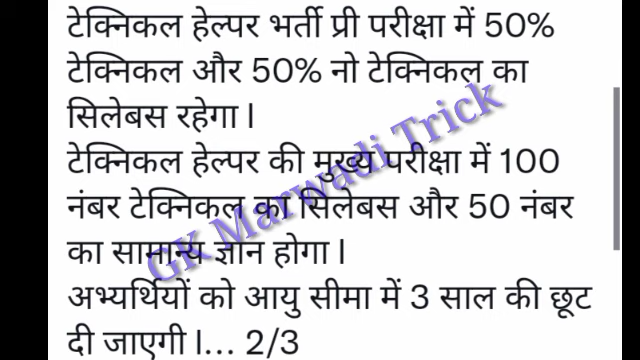 टेक्निकल हेल्पर भर्ती प्री परीक्षा में 50%
टेक्निकल और 50% नो टेक्निकल का
सिलेबस रहेगा।
टेक्निकल हेल्पर की मुख्य परीक्षा में 100
नंबर टेक्निकल का सिलेबस और 50 नंबर
का सामान्य ज्ञान होगा।
अभ्यर्थियों को आयु सीमा में 3 साल की छूट
दी जाएगी।... 2/3
GK Marwadi Trick